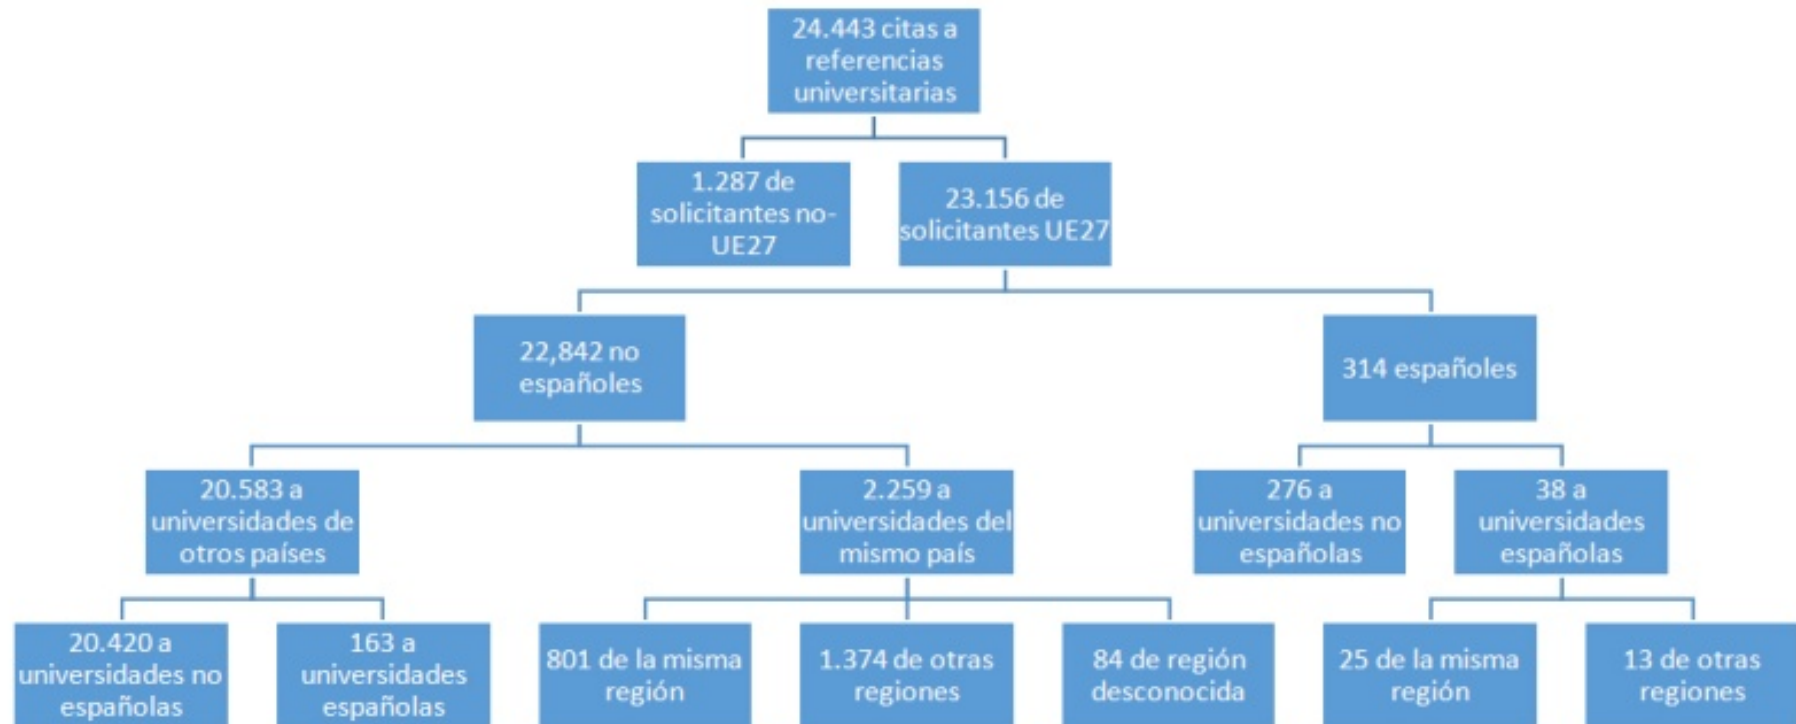 24.443 citas a
referencias
universitarias
1.287 de
solicitantes no-
UE27
23.156 de
solicitantes UE27
22,842 no
españoles
314 españoles
20.583 a
universidades de
otros países
2.259 a
universidades del
mismo país
276 a
universidades no
españolas
38 a
universidades
españolas
20.420 a
universidades no
españolas
163 a
universidades
españolas
801 de la misma
región
1.374 de otras
regiones
84 de región
desconocida
25 de la misma
región
13 de otras
regiones